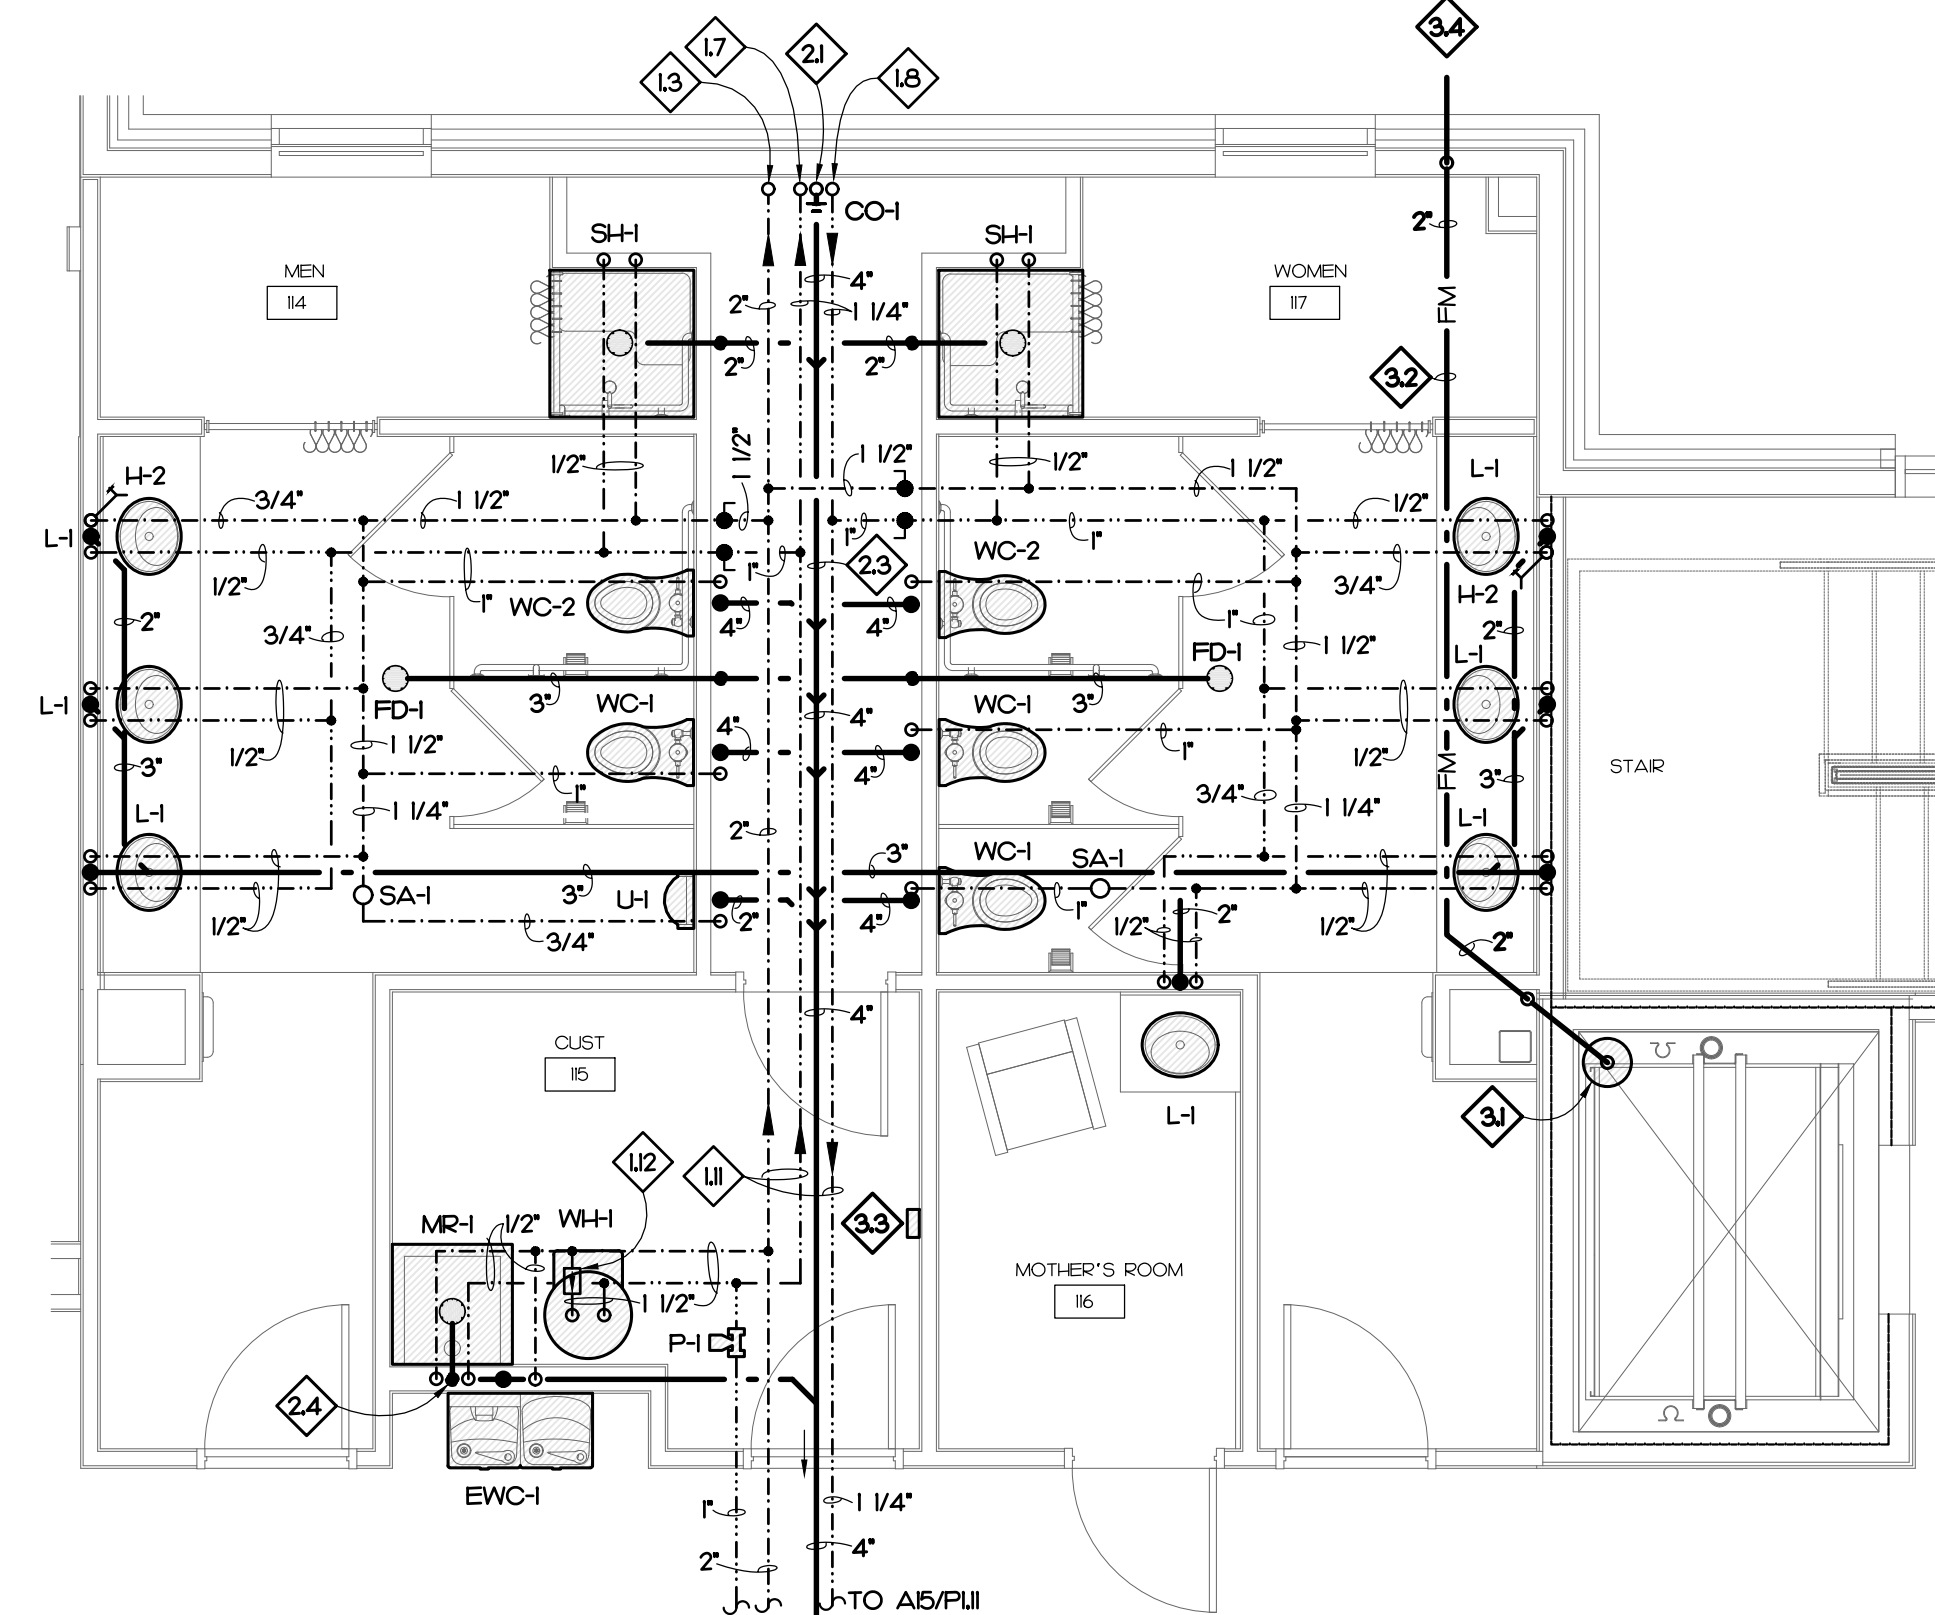 3.4
1.7
2.1
1.3
1.8
CO-1
2"
SH-1
SH-1
MEN
114
WOMEN
117
4"
2"
1 1/4"
FM
2"
2"
3.2
1 1/2"
1/2"
1 1/2"
1/2"
1 1/2"
L-1
H-2
3/4"
1 1/2"
1/2"
L-1
1"
1"
2.3
WC-2
1"
1/2"
1"
WC-2
3/4"
H-2
2"
3/4"
4"
4"
1"
1 1/2"
2"
L-1
FD-1
L-1
FD-1
3"
WC-1
WC-1
3"
4"
4"
1 1/2"
1/2"
1"
4"
1"
1/2"
FM
3"
STAIR
3"
1 1/4"
3/4"
1 1/4"
L-1
2"
L-1
3"
WC-1
SA-1
SA-1
3"
U-1
2"
4"
1"
1/2"
2"
1/2"
1/2"
3/4"
2"
4"
CUST
115
L-1
3.1
1.12
1.11
MR-1
1/2"
WH-1
3.3
MOTHER'S ROOM
116
1 1/2"
P-1
2.4
EWC-1
1"
1 1/4"
2"
4"
TO A15/P1.11